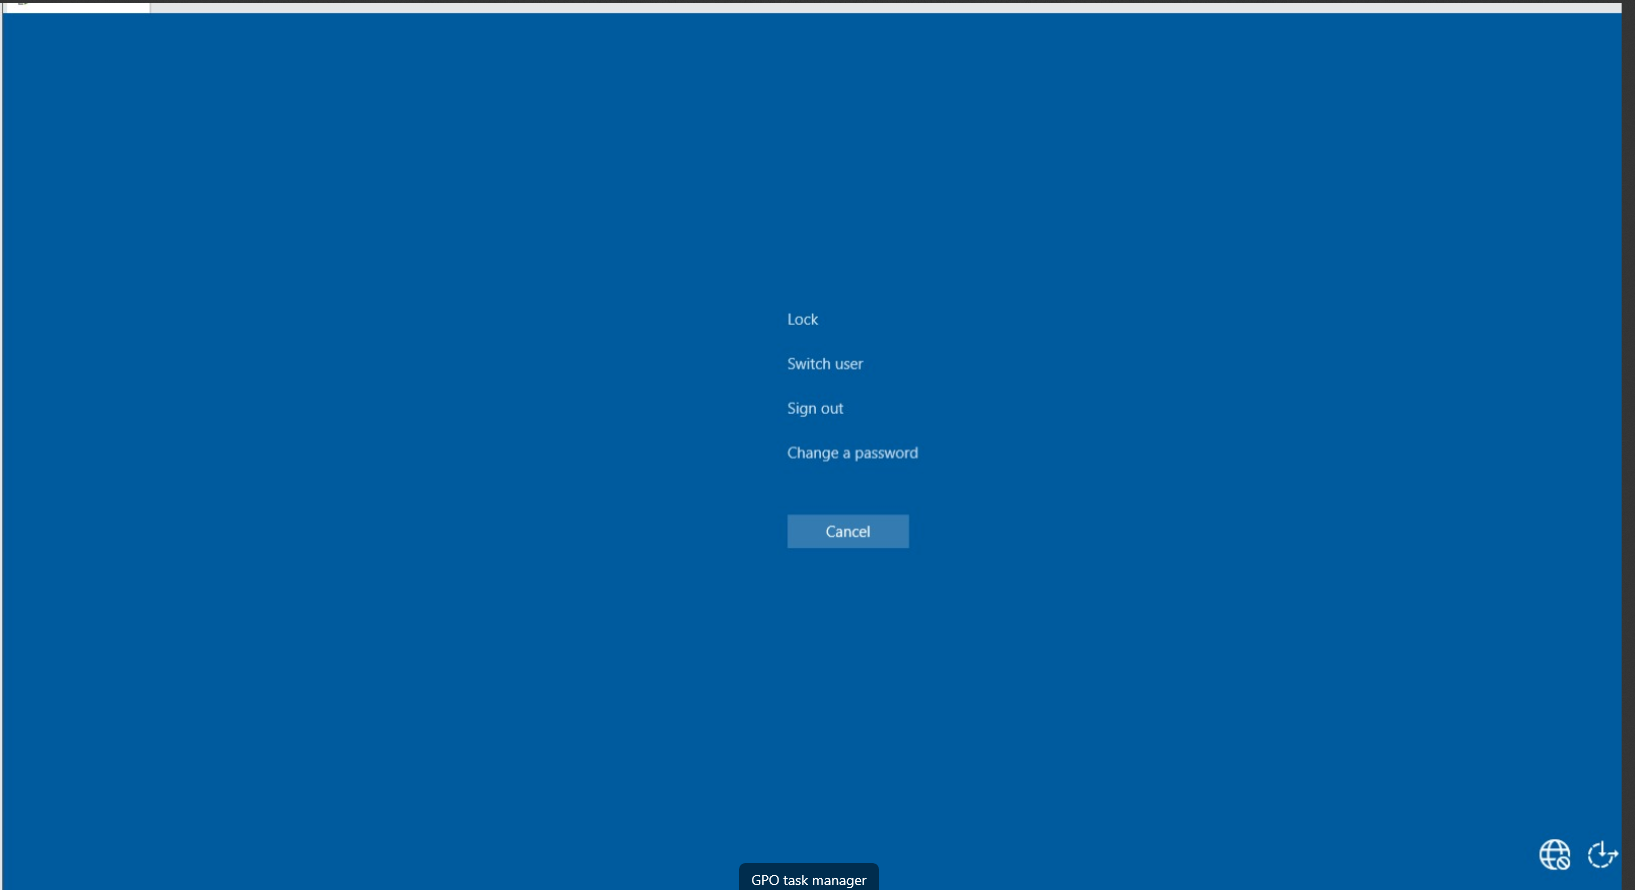 Lock
Switch user
Sign out
Change a password
Cancel
GPO task manager